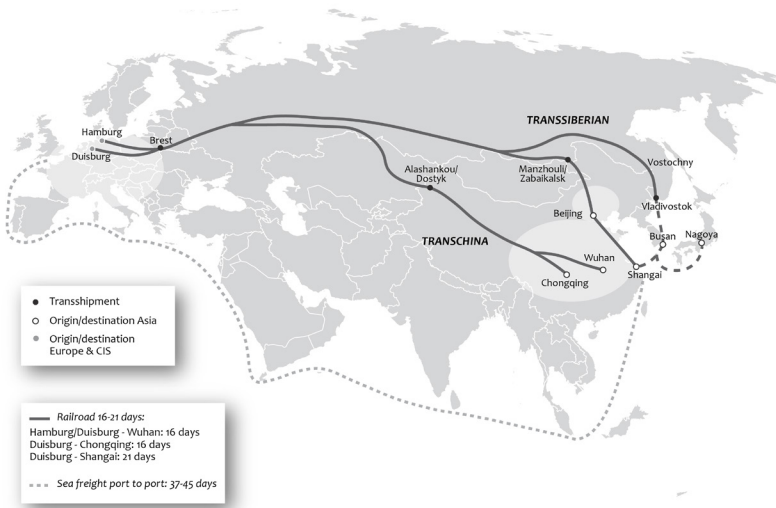 TRANSSIBERIAN
Hamburg
Brest
Duisburg
Vostochny
Alashankou/
Dostyk
Manzhouli/
Zabaikalsk
Vladivostok
Beijing
Busan
Nagoya
TRANSCHINA
Wuhan
Shangai
Chongqing
Transshipment
Origin/destination Asia
Origin/destination
Europe & CIS
Railroad 16-21 days:
Hamburg/Duisburg - Wuhan: 16 days
Duisburg - Chongqing: 16 days
Duisburg - Shangai: 21 days
Sea freight port to port: 37-45 days